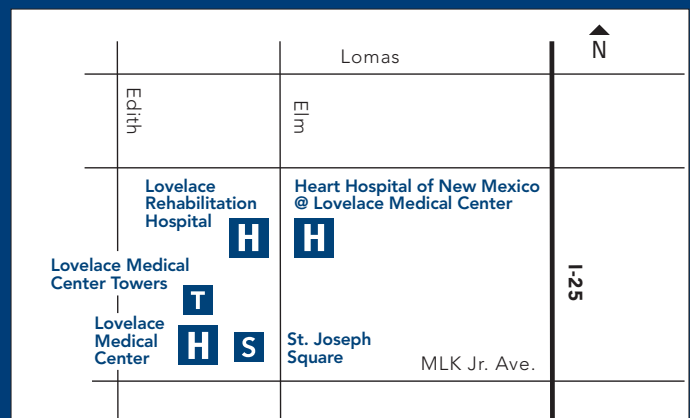 N
Lomas
Edith
Elm
Lovelace
Rehabilitation
Hospital
H
Heart Hospital of New Mexico
@ Lovelace Medical Center
H
Lovelace Medical
Center Towers
T
I-25
Lovelace
Medical
Center
H
S
St. Joseph
Square
MLK Jr. Ave.